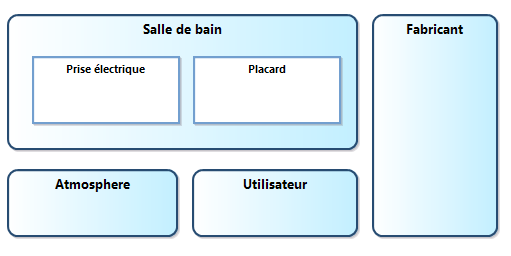 Salle de bain
Prise électrique
Placard
Fabricant
Atmosphere
Utilisateur